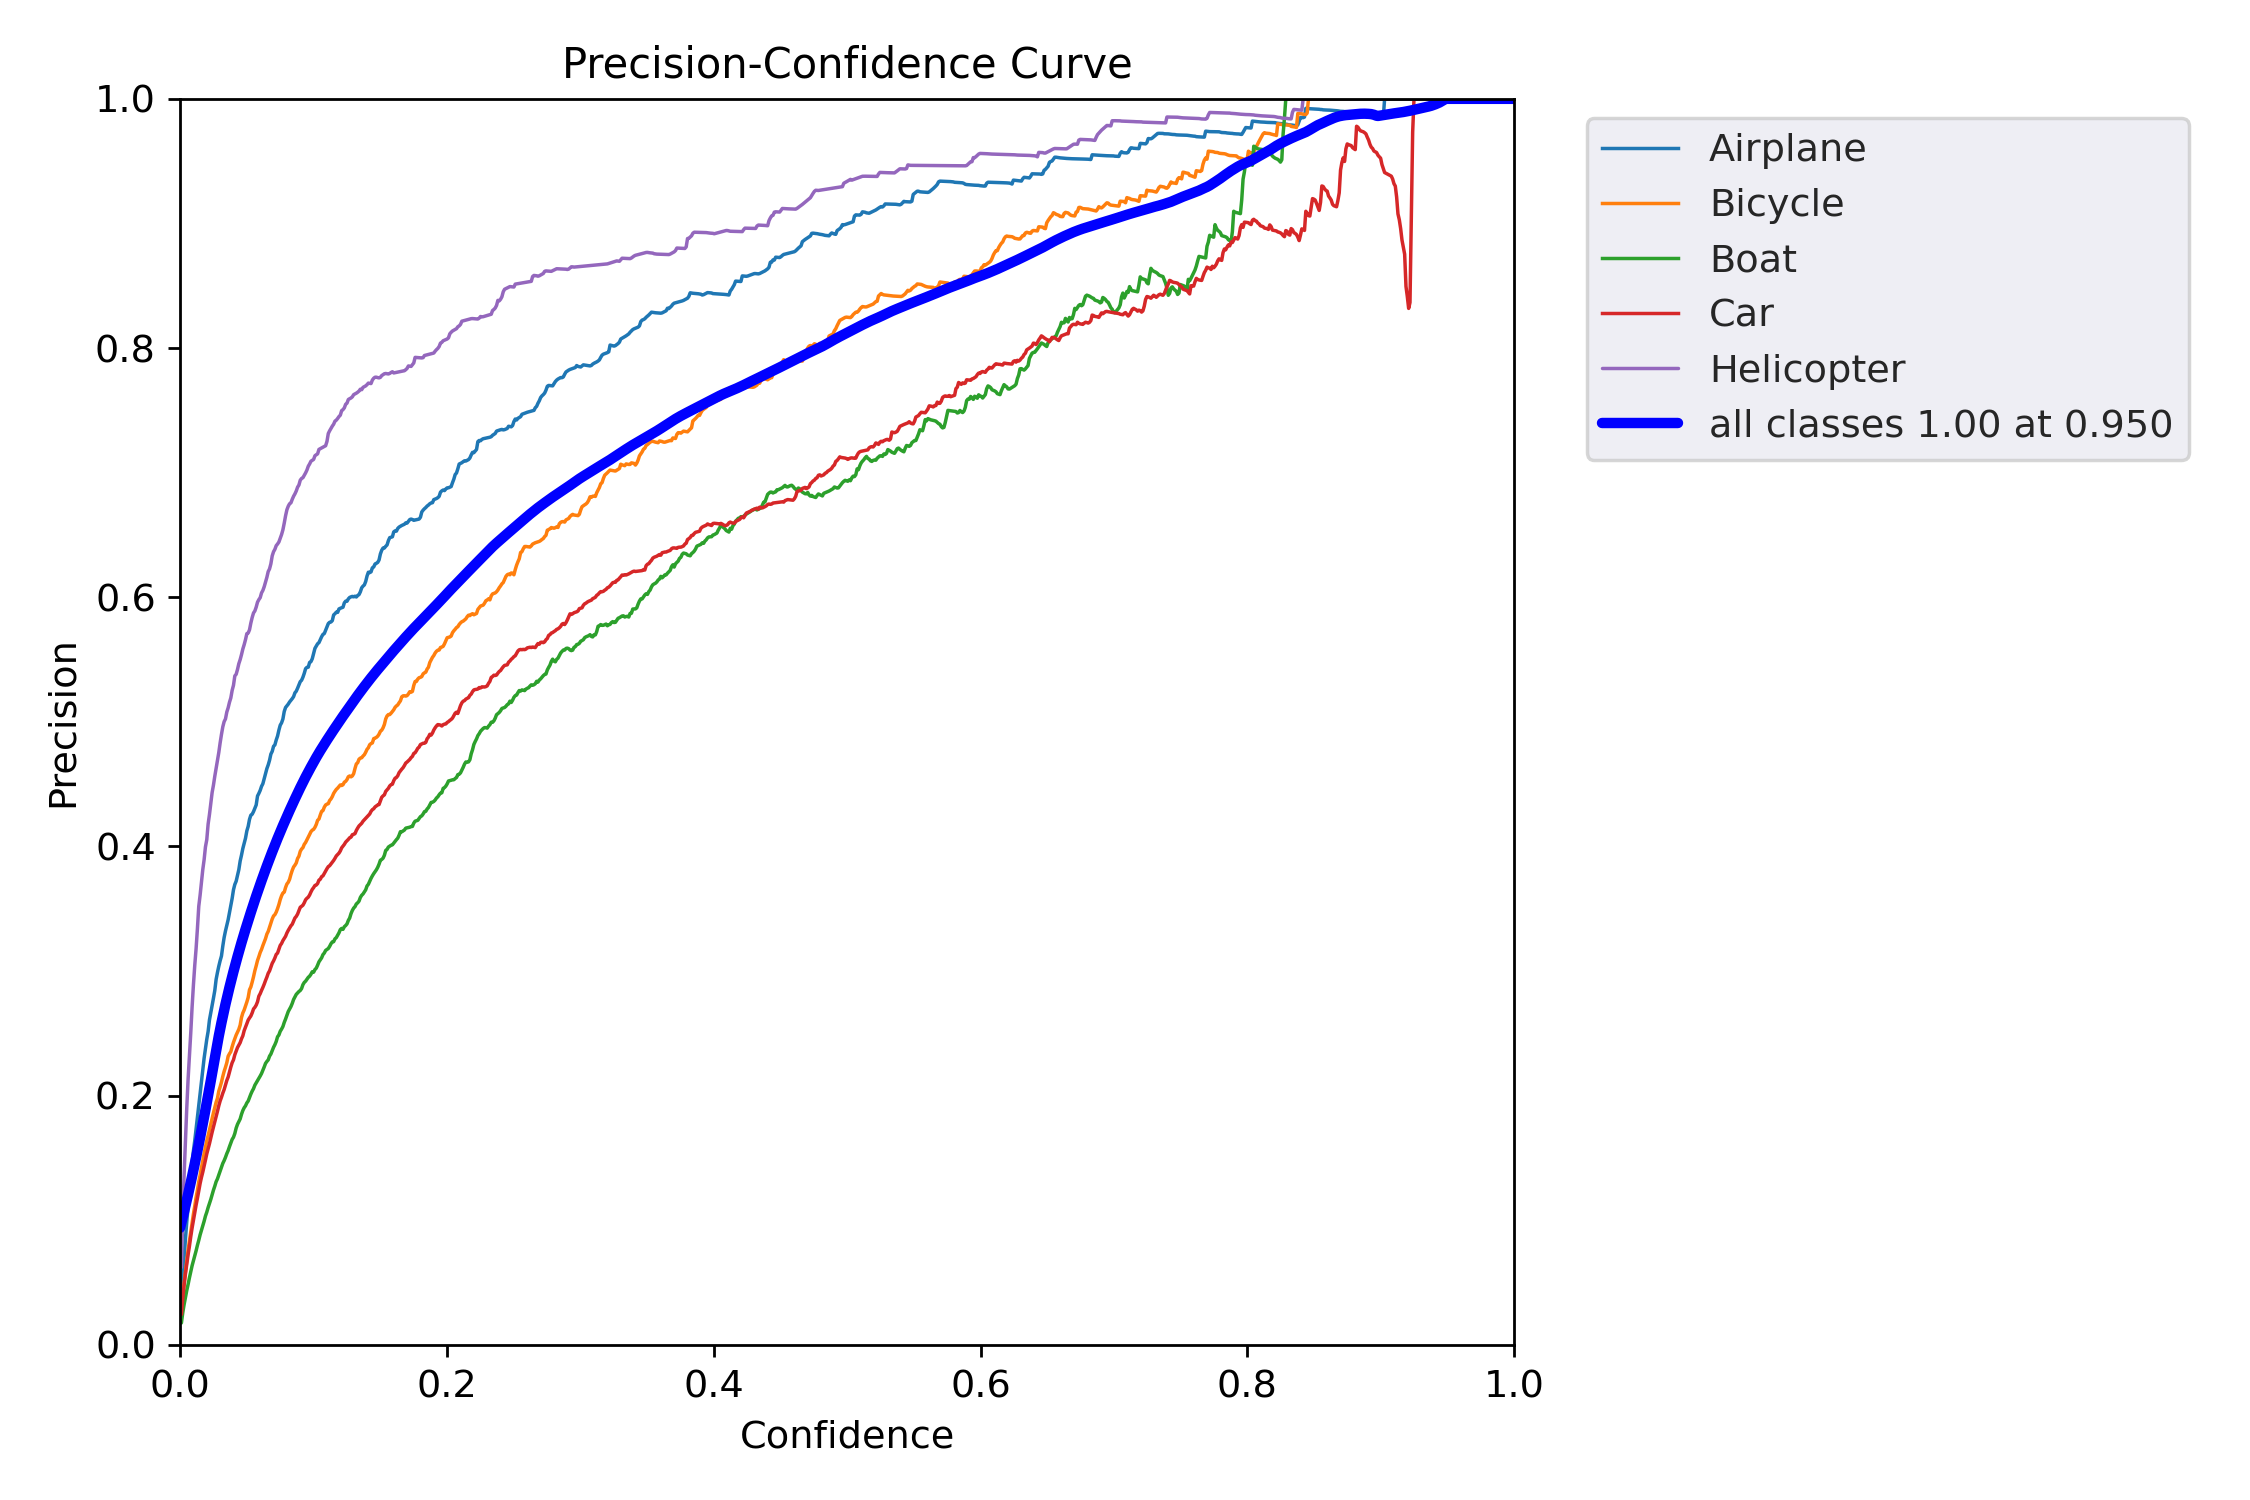 Precision-Confidence Curve
1.0
0.8
0.6
0.4
0.2
0.0
Precision
0.0 0.2 0.4 0.6 0.8 1.0
Confidence
Airplane
Bicycle
Boat
Car
Helicopter
all classes 1.00 at 0.950